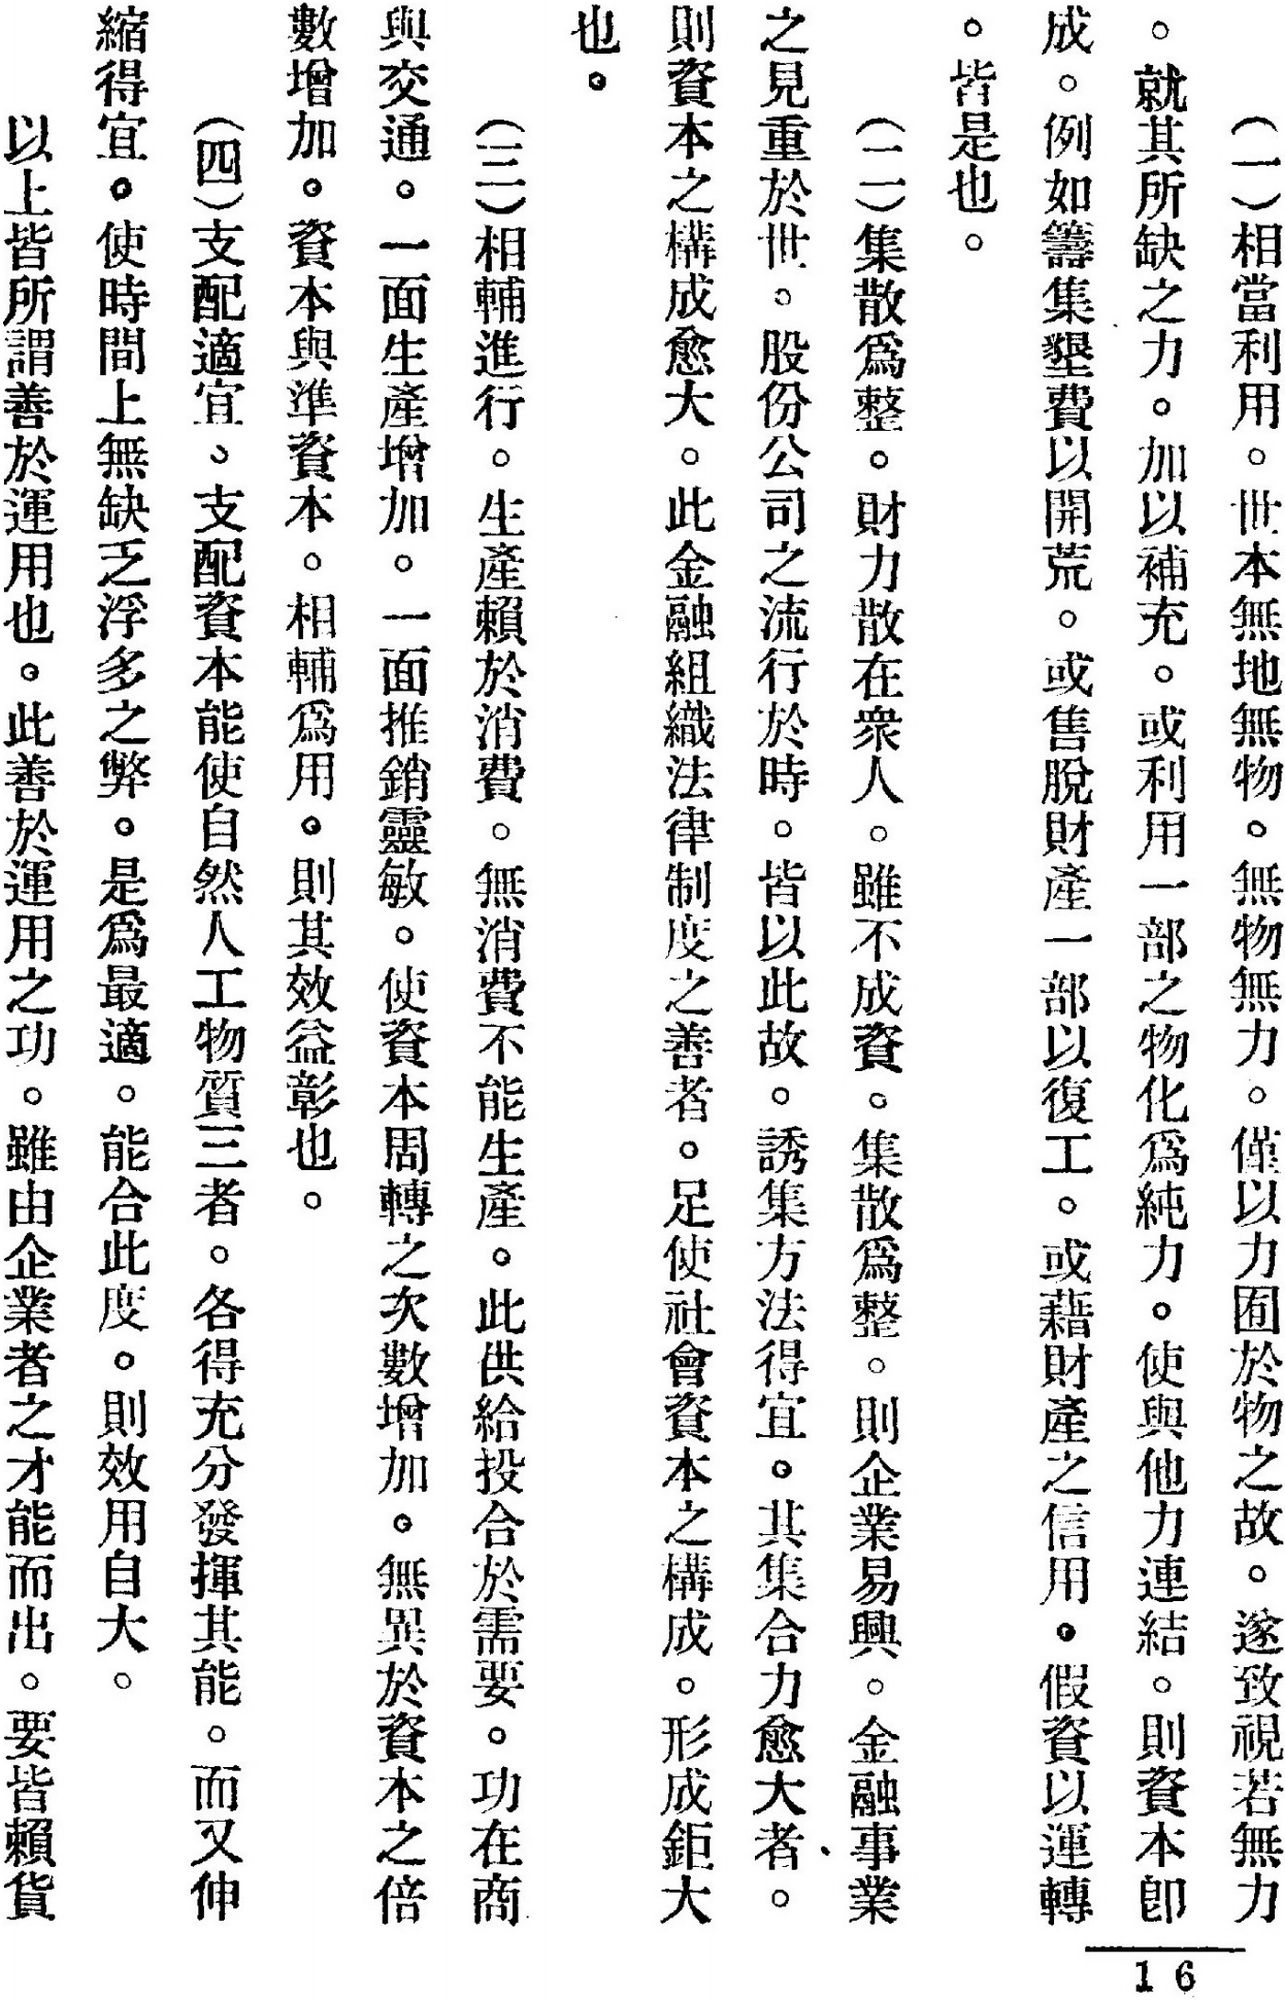 （一）相當利用。世本無地無物。無物無力。僅以力囿於物之故。遂致視若無力
。就其所缺之力。加以補充。或利用一部之物化爲純力。使與他力連結。則資本卽
成。例如籌集墾費以開荒。或售脫財產一部以復工。或藉財產之信用。假資以運轉
。皆是也。
（二）集散爲整。財力散在衆人。雖不成資。集散爲整。則企業易興。金融事業
之見重於世。股份公司之流行於時。皆以此故。誘集方法得宜。其集合力愈大者。
則資本之構成愈大。此金融組織法律制度之善者。足使社會資本之構成。形成鉅大
也。
（三）相輔進行。生產賴於消費。無消費不能生產。此供給投合於需要。功在商
與交通。一面生產增加。一面推銷靈敏。使資本周轉之次數增加。無異於資本之倍
數增加。資本與準資本。相輔爲用。則其效益彰也。
（四）支配適宜、支配資本能使自然人工物質三者。各得充分發揮其能。而又伸
縮得宜。使時間上無缺乏浮多之弊。是爲最適。能合此度。則效用自大。
以上皆所謂善於運用也。此善於運用之功。雖由企業者之才能而出。要皆賴貨
16